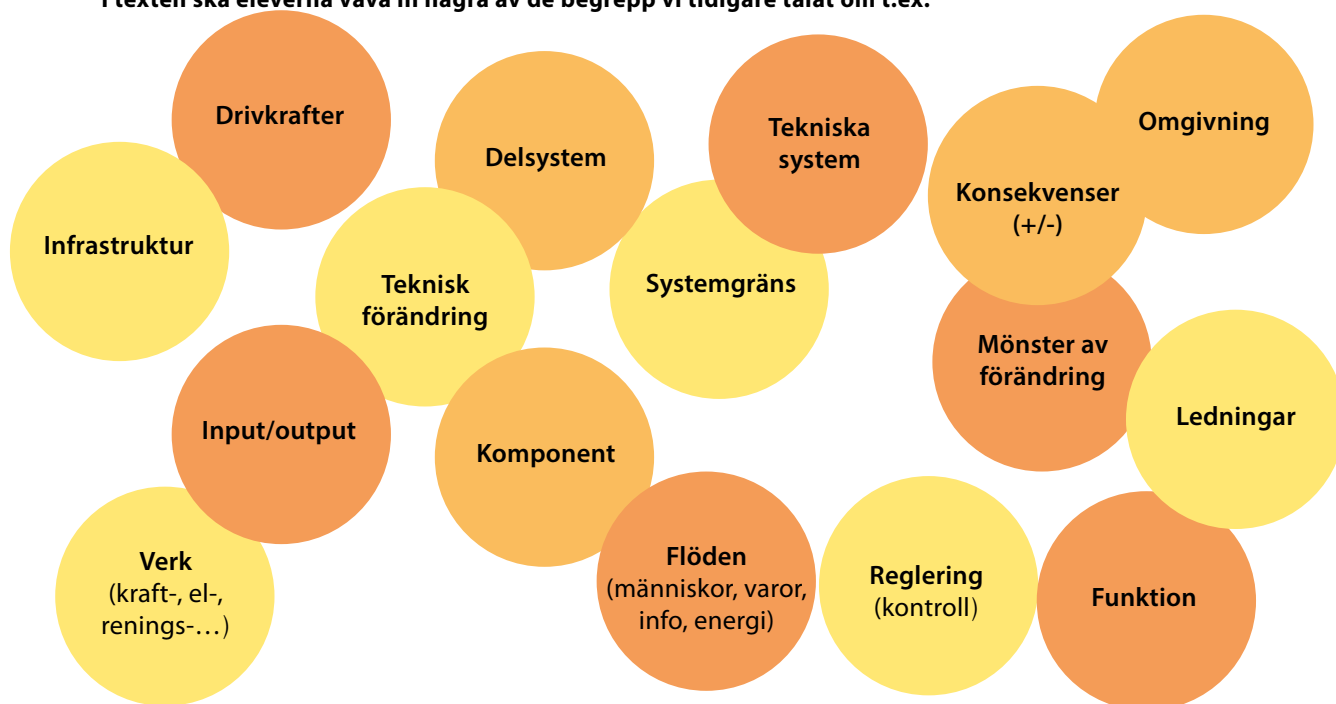 I texten ska eleverna väva in några av de begrepp vi tidigare talat om t.ex:
Drivkrafter
Delsystem
Tekniska
system
Omgivning
Konsekvenser
(+/-)
Infrastruktur
Teknisk
förändring
Systemgräns
Mönster av
förändring
Ledningar
Input/output
Komponent
Verk
(kraft-, el-,
renings-…)
Flöden
(människor, varor,
info, energi)
Reglering
(kontroll)
Funktion